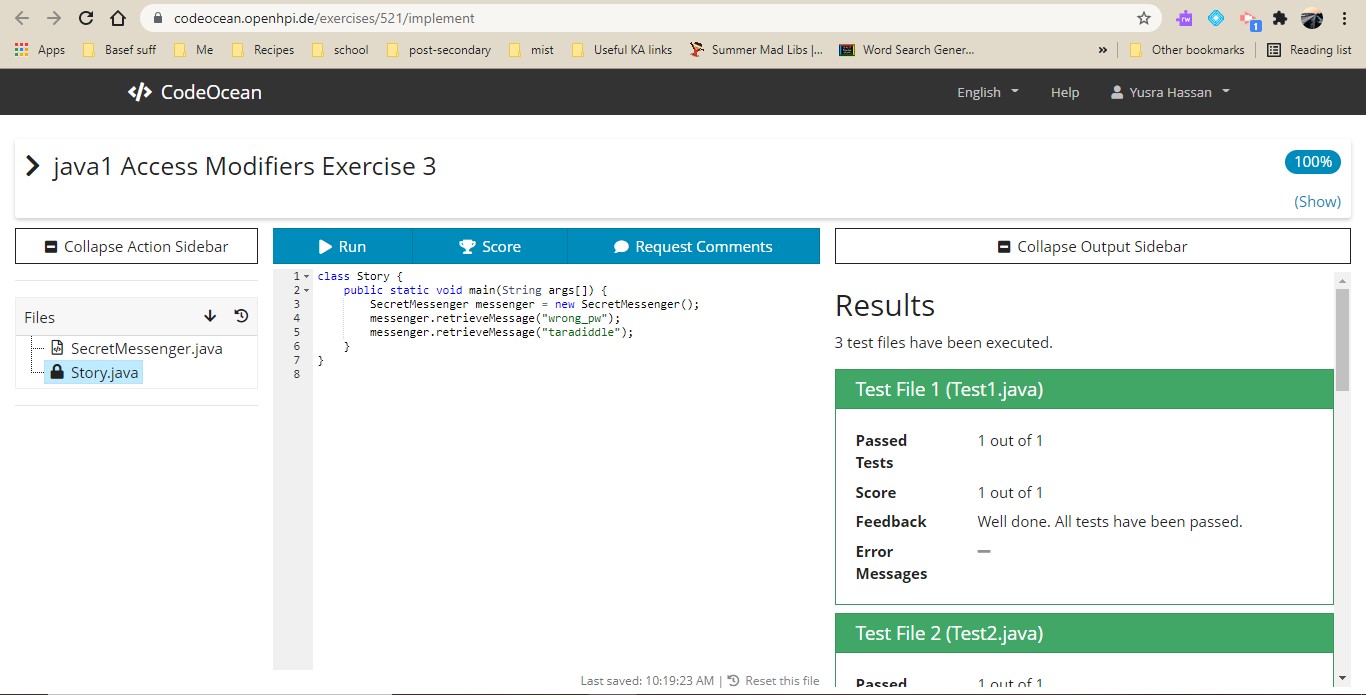 codeocean.openhpi.de/exercises/521/implement
1
Apps Basef suff Me Recipes school post-secondary mist Useful KA links Summer Mad Libs |... Word Search Gener... » Other bookmarks Reading list
</> CodeOcean English Help Yusra Hassan
java1 Access Modifiers Exercise 3
100%
(Show)
Collapse Action Sidebar
Files
SecretMessenger.java
Story.java
Run Score Request Comments
1 class Story {
2     public static void main(String args[]) {
3         SecretMessenger messenger = new SecretMessenger();
4         messenger.retrieveMessage("wrong_pw");
5         messenger.retrieveMessage("taradiddle");
6     }
7 }
8
Last saved: 10:19:23 AM | Reset this file
Collapse Output Sidebar
Results
3 test files have been executed.
Test File 1 (Test1.java)
Passed Tests 1 out of 1
Score 1 out of 1
Feedback Well done. All tests have been passed.
Error Messages —
Test File 2 (Test2.java)
Passed 1 out of 1